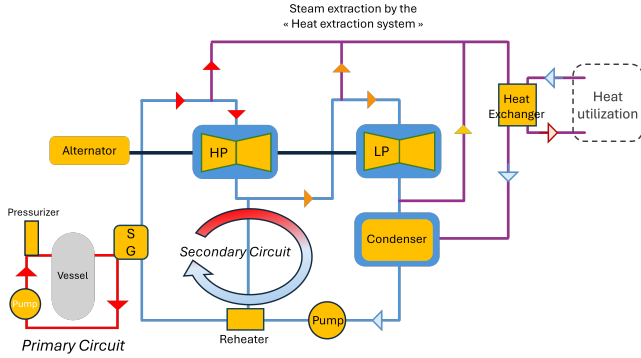 Steam extraction by the
« Heat extraction system »
Heat
Exchanger
Heat
utilization
Alternator
HP
LP
Pressurizer
S
G
Secondary Circuit
Condenser
Vessel
Pump
Pump
Reheater
Primary Circuit